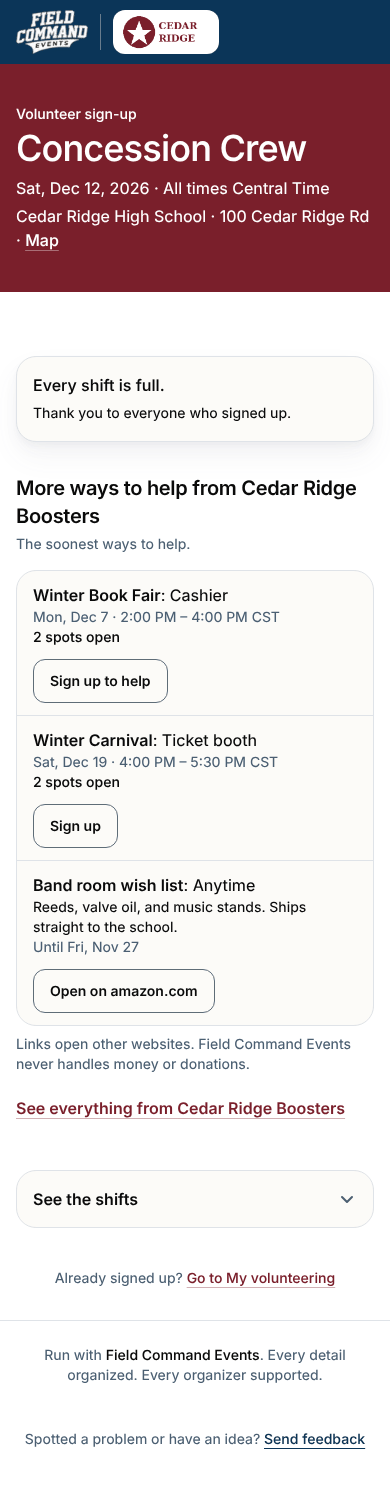 FIELD
COMMAND
EVENTS
CEDAR
RIDGE
Volunteer sign-up
Concession Crew
Sat, Dec 12, 2026 · All times Central Time
Cedar Ridge High School · 100 Cedar Ridge Rd
· Map
Every shift is full.
Thank you to everyone who signed up.
More ways to help from Cedar Ridge
Boosters
The soonest ways to help.
Winter Book Fair: Cashier
Mon, Dec 7 · 2:00 PM – 4:00 PM CST
2 spots open
Sign up to help
Winter Carnival: Ticket booth
Sat, Dec 19 · 4:00 PM – 5:30 PM CST
2 spots open
Sign up
Band room wish list: Anytime
Reeds, valve oil, and music stands. Ships
straight to the school.
Until Fri, Nov 27
Open on amazon.com
Links open other websites. Field Command Events
never handles money or donations.
See everything from Cedar Ridge Boosters
See the shifts
Already signed up? Go to My volunteering
Run with Field Command Events. Every detail
organized. Every organizer supported.
Spotted a problem or have an idea? Send feedback